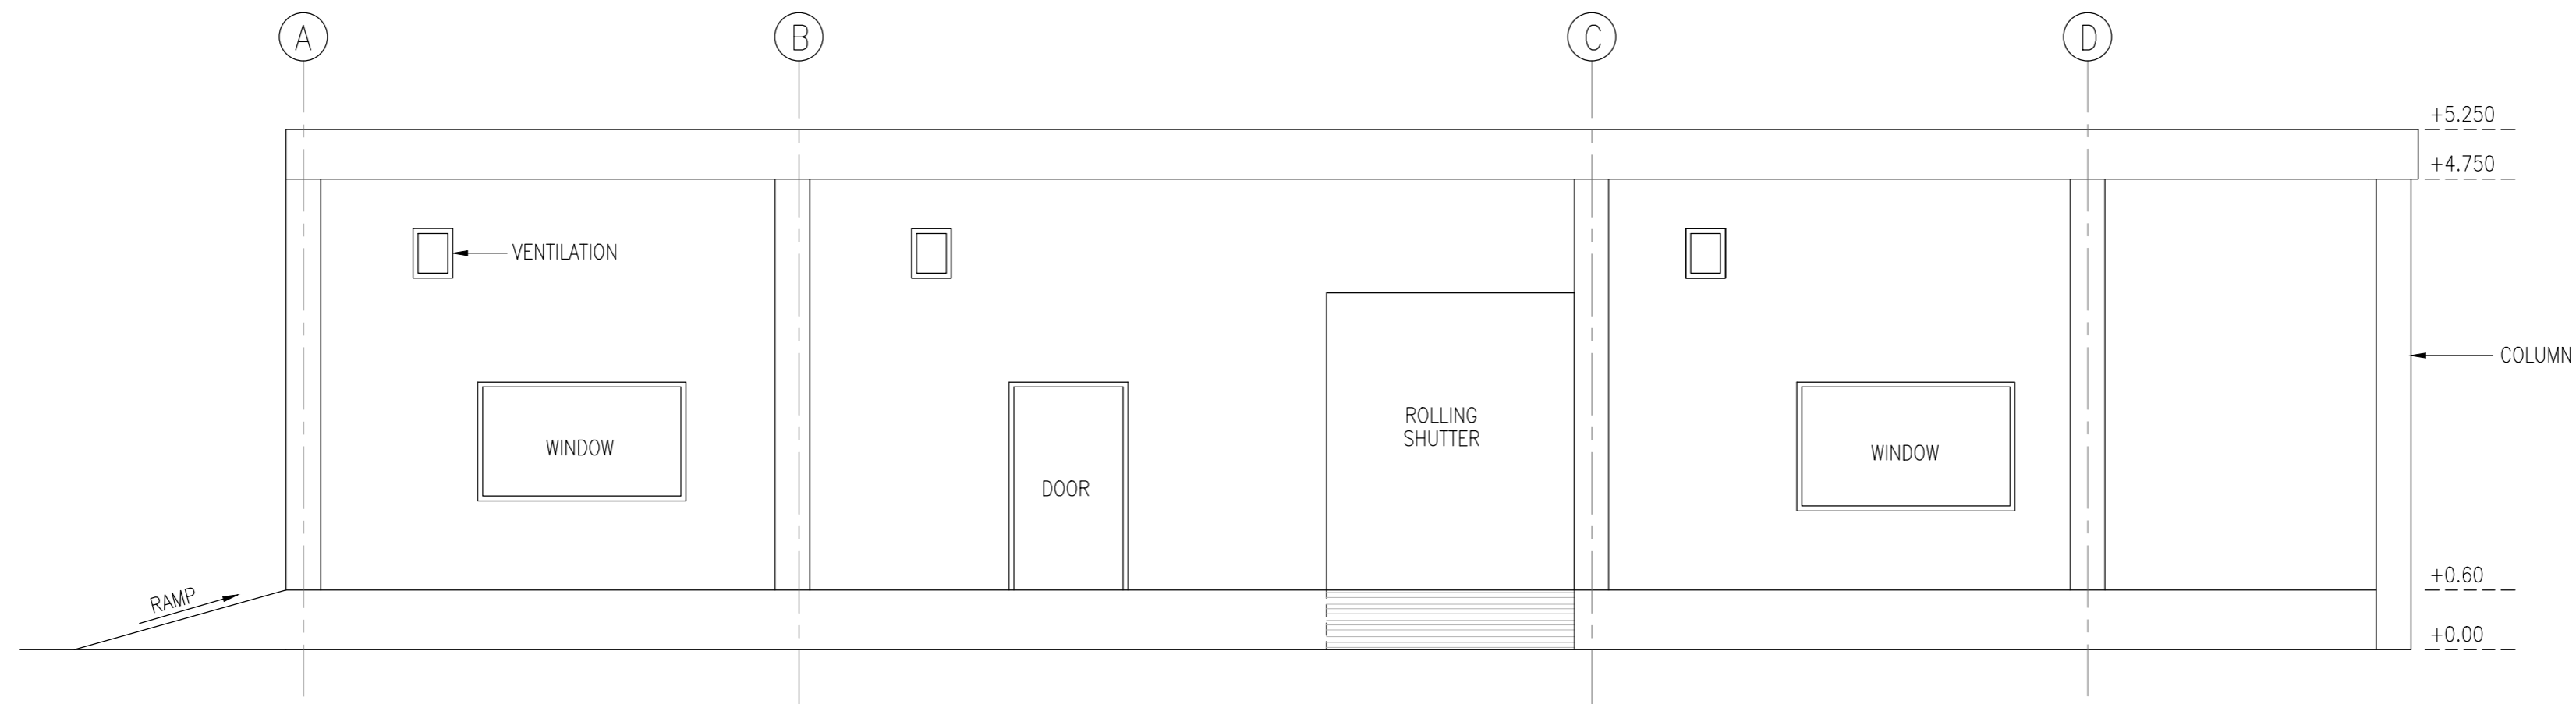 A
B
C
D
+5.250
+4.750
VENTILATION
COLUMN
ROLLING
SHUTTER
WINDOW
WINDOW
DOOR
+0.60
RAMP
+0.00